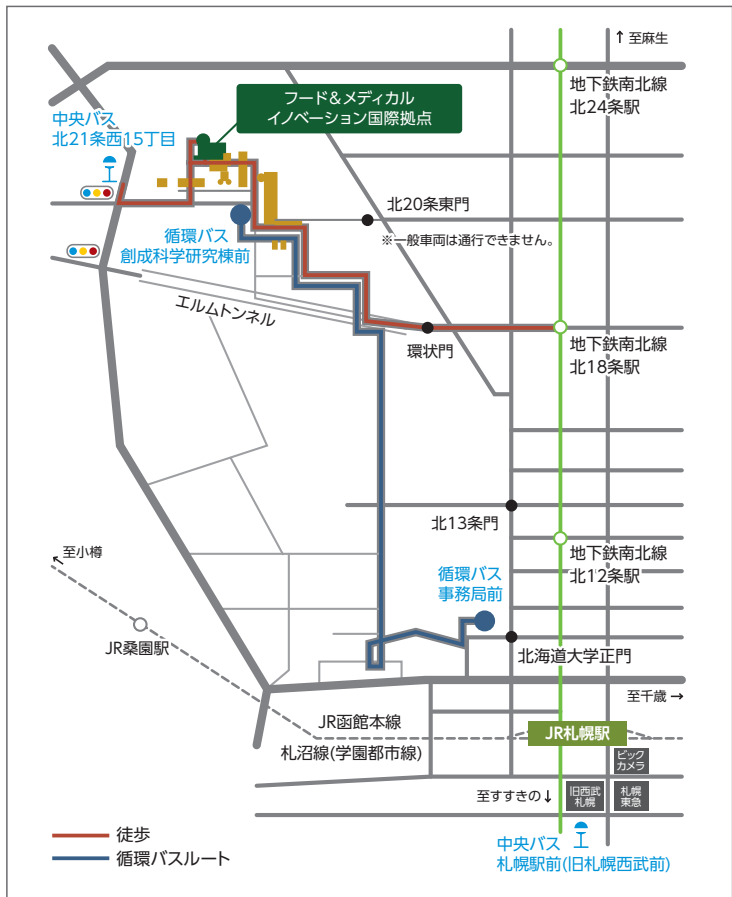 ↑ 至麻生
地下鉄南北線
北24条駅
フード&メディカル
イノベーション国際拠点
中央バス
北21条西15丁目
北20条東門
※一般車両は通行できません。
循環バス
創成科学研究棟前
エルムトンネル
環状門
地下鉄南北線
北18条駅
北13条門
地下鉄南北線
北12条駅
←至小樽
循環バス
事務局前
JR桑園駅
北海道大学正門
至千歳 →
JR函館本線
札沼線(学園都市線)
JR札幌駅
ビック
カメラ
至すすきの ↓
旧西武
札幌
札幌
東急
徒歩
循環バスルート
中央バス
札幌駅前(旧札幌西武前)